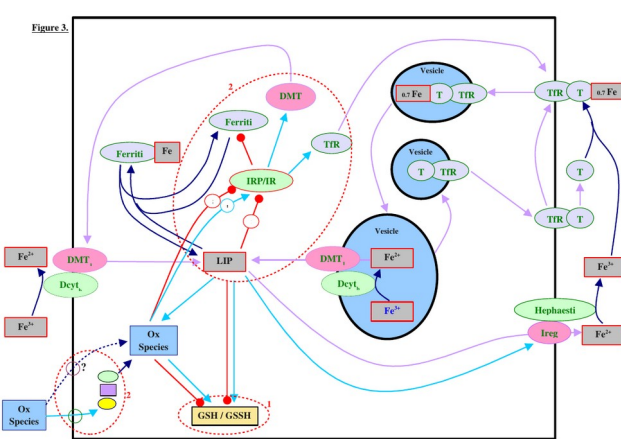 Figure 3.
2
DMT
Ferriti
TfR
Ferriti
Fe
IRP/IR
Vesicle
0.7 Fe
T
TfR
TfR
T
0.7 Fe
Vesicle
T
TfR
T
TfR
T
Fe2+
DMT
Dcyt
Fe3+
LIP
Vesicle
DMT
Fe2+
Dcyt
Fe3+
Fe3+
Hephaesti
Ireg
Fe2+
Ox
Species
?
2
Ox
Species
1
GSH / GSSH